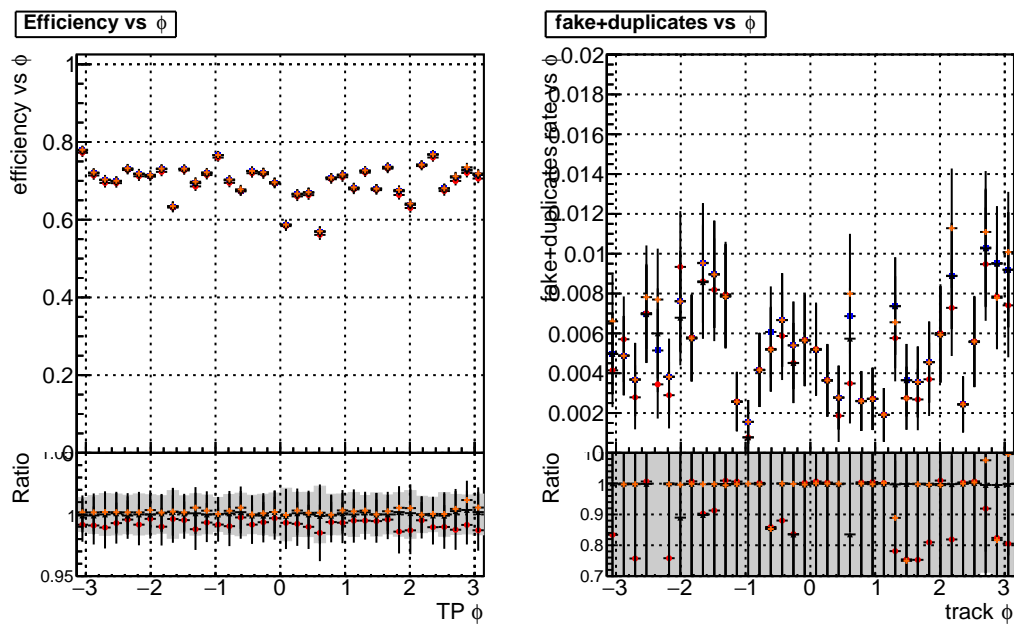 Efficiency vs ϕ
efficiency vs ϕ
1
0.8
0.6
0.4
0.2
0
Ratio
1
0.95
−3 −2 −1 0 1 2 3
TP ϕ
fake+duplicates vs ϕ
fake+duplicates rate vs ϕ
0.02
0.018
0.016
0.014
0.012
0.01
0.008
0.006
0.004
0.002
0
Ratio
1
0.9
0.8
0.7
−3 −2 −1 0 1 2 3
track ϕ